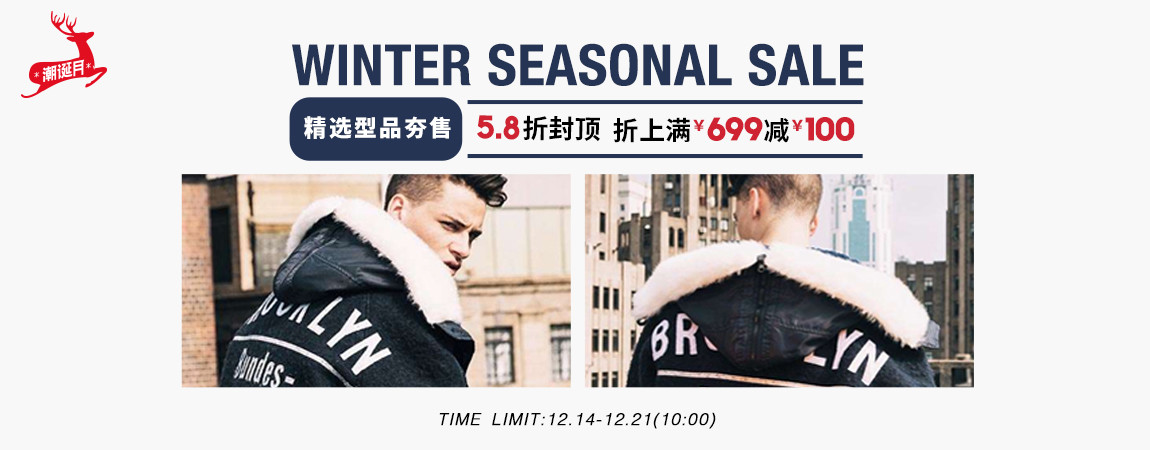 *潮诞月*
WINTER SEASONAL SALE
精选型品夯售
5.8折封顶 折上满¥699减¥100
BROOKLYN
Bundes-
BROOKLYN
TIME LIMIT:12.14-12.21(10:00)